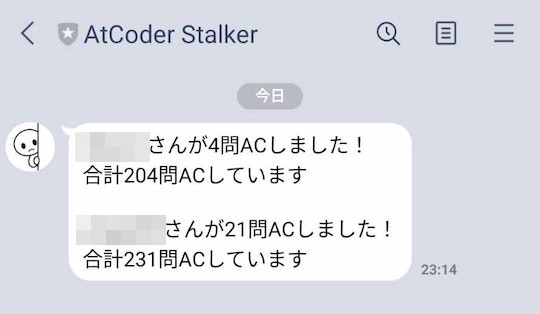 AtCoder Stalker
今日
さんが4問ACしました！
合計204問ACしています
さんが21問ACしました！
合計231問ACしています
23:14